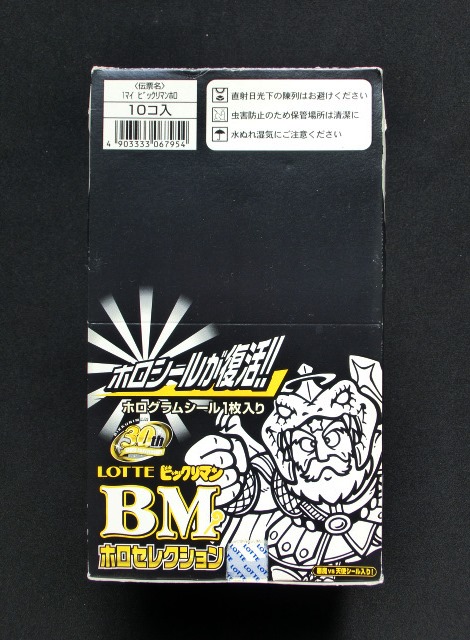 〈伝票名〉
1マイ ビックリマンホロ
10コ入
4 903333 067954
直射日光下の陳列はお避けください
虫害防止のため保管場所は清潔に
水ぬれ湿気にご注意ください
ホロシールが復活!!
ホログラムシール1枚入り
30th
LOTTE ビックリマン
BM
ホロセレクション
LOTTE
LOTTE
LOTTE
悪魔VS天使シール入り!